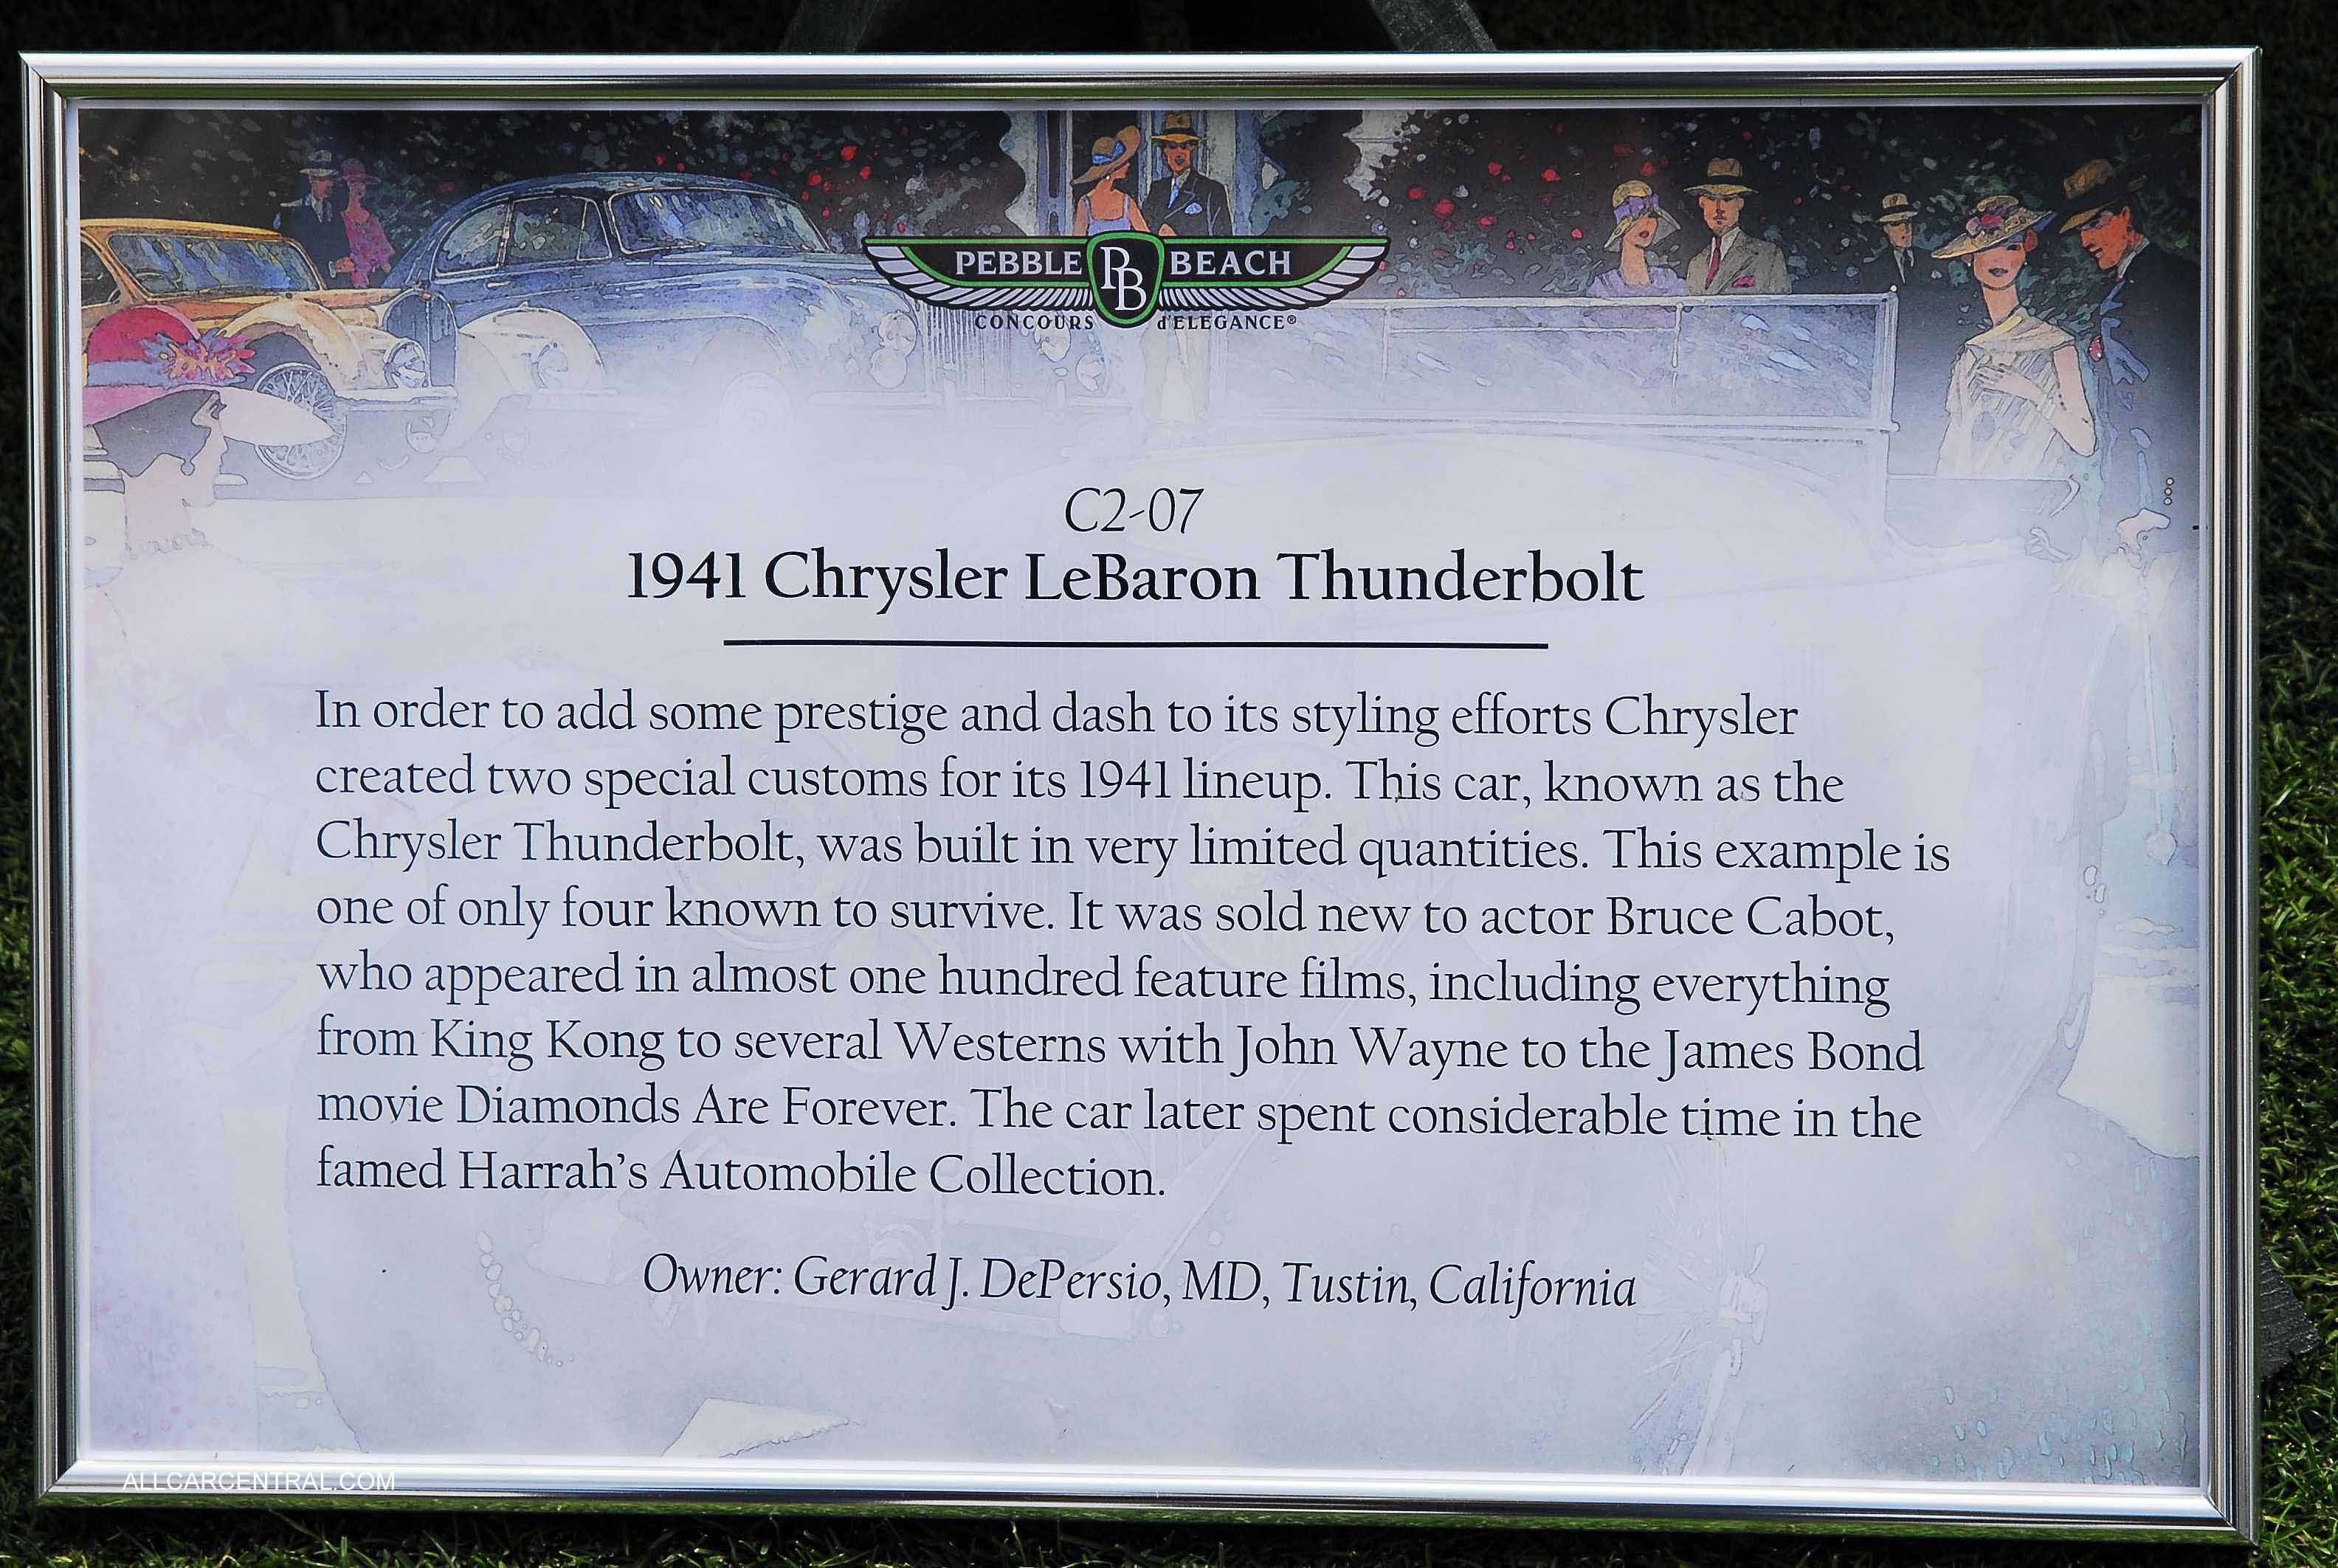 PEBBLE PB BEACH
CONCOURS d'ELEGANCE®
C2-07
1941 Chrysler LeBaron Thunderbolt
In order to add some prestige and dash to its styling efforts Chrysler
created two special customs for its 1941 lineup. This car, known as the
Chrysler Thunderbolt, was built in very limited quantities. This example is
one of only four known to survive. It was sold new to actor Bruce Cabot,
who appeared in almost one hundred feature films, including everything
from King Kong to several Westerns with John Wayne to the James Bond
movie Diamonds Are Forever. The car later spent considerable time in the
famed Harrah's Automobile Collection.
Owner: Gerard J. DePersio, MD, Tustin, California
ALLCARCENTRAL.COM